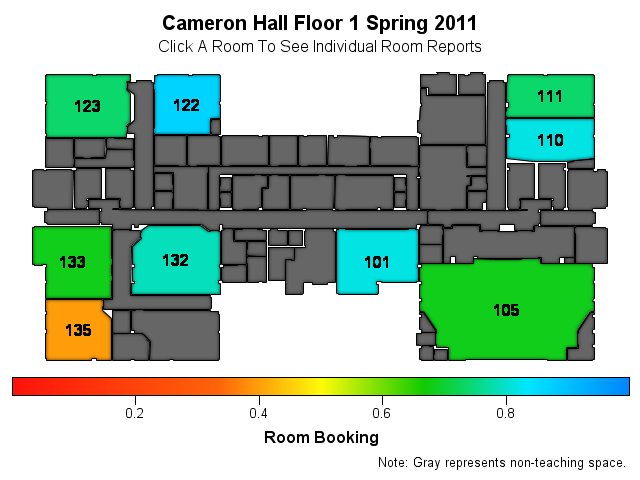 Cameron Hall Floor 1 Spring 2011
Click A Room To See Individual Room Reports
123
122
111
110
133
132
101
105
135
0.2 0.4 0.6 0.8
Room Booking
Note: Gray represents non-teaching space.